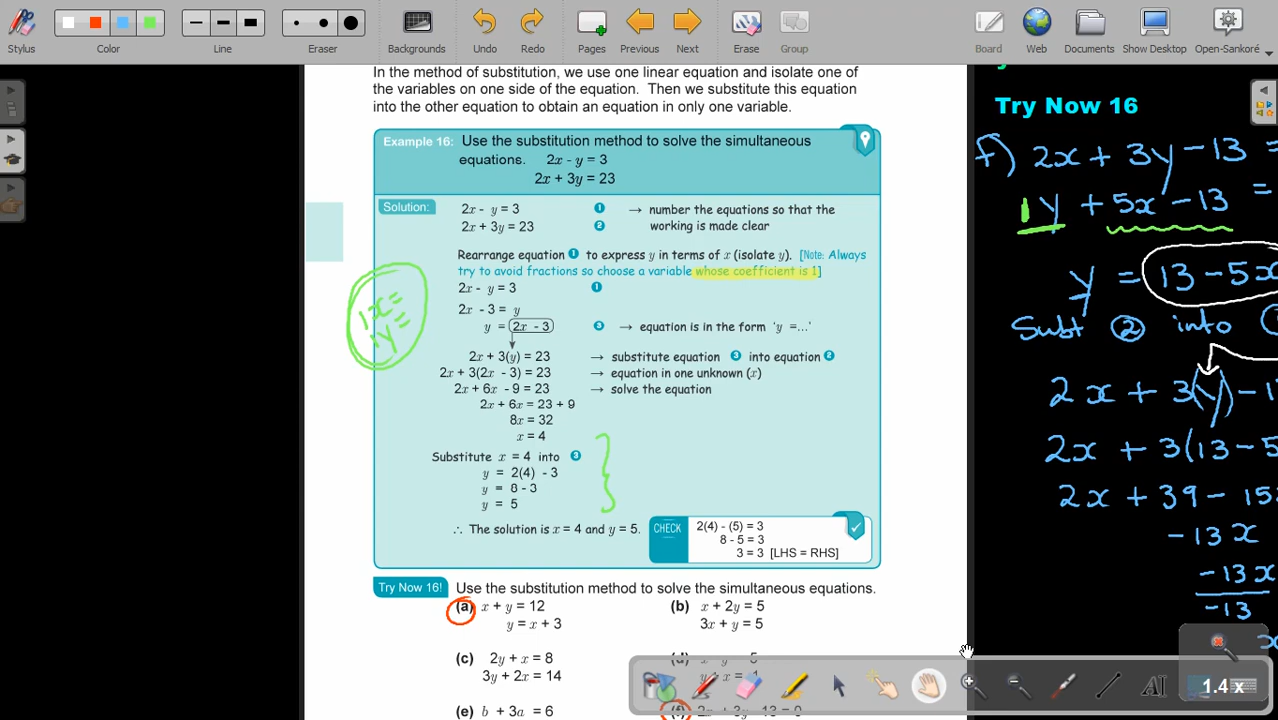 Stylus Color Line Eraser Backgrounds Undo Redo Pages Previous Next Erase Group Board Web Documents Show Desktop Open-Sankoré
In the method of substitution, we use one linear equation and isolate one of
the variables on one side of the equation. Then we substitute this equation
into the other equation to obtain an equation in only one variable.
Example 16: Use the substitution method to solve the simultaneous
equations. 2x - y = 3
2x + 3y = 23
Solution:
2x - y = 3 1 → number the equations so that the
2x + 3y = 23 2 working is made clear
Rearrange equation 1 to express y in terms of x (isolate y). [Note: Always
try to avoid fractions so choose a variable whose coefficient is 1]
2x - y = 3 1
2x - 3 = y
y = 2x - 3 3 → equation is in the form 'y =...'
2x + 3(y) = 23 → substitute equation 3 into equation 2
2x + 3(2x - 3) = 23 → equation in one unknown (x)
2x + 6x - 9 = 23 → solve the equation
2x + 6x = 23 + 9
8x = 32
x = 4
Substitute x = 4 into 3
y = 2(4) - 3
y = 8 - 3
y = 5
∴ The solution is x = 4 and y = 5.
CHECK
2(4) - (5) = 3
8 - 5 = 3
3 = 3 [LHS = RHS]
1x =
1y =
Try Now 16! Use the substitution method to solve the simultaneous equations.
(a) x + y = 12
y = x + 3
(b) x + 2y = 5
3x + y = 5
(c) 2y + x = 8
3y + 2x = 14
(d)
(e) b + 3a = 6
(f) 2x + 3y - 13 = 0
Try Now 16
f) 2x + 3y - 13 =
1y + 5x - 13 =
y = 13 - 5x
Subt 2 into
2x + 3(y) - 1
2x + 3(13 - 5
2x + 39 - 15
-13x
-13x
-13
1.4 x